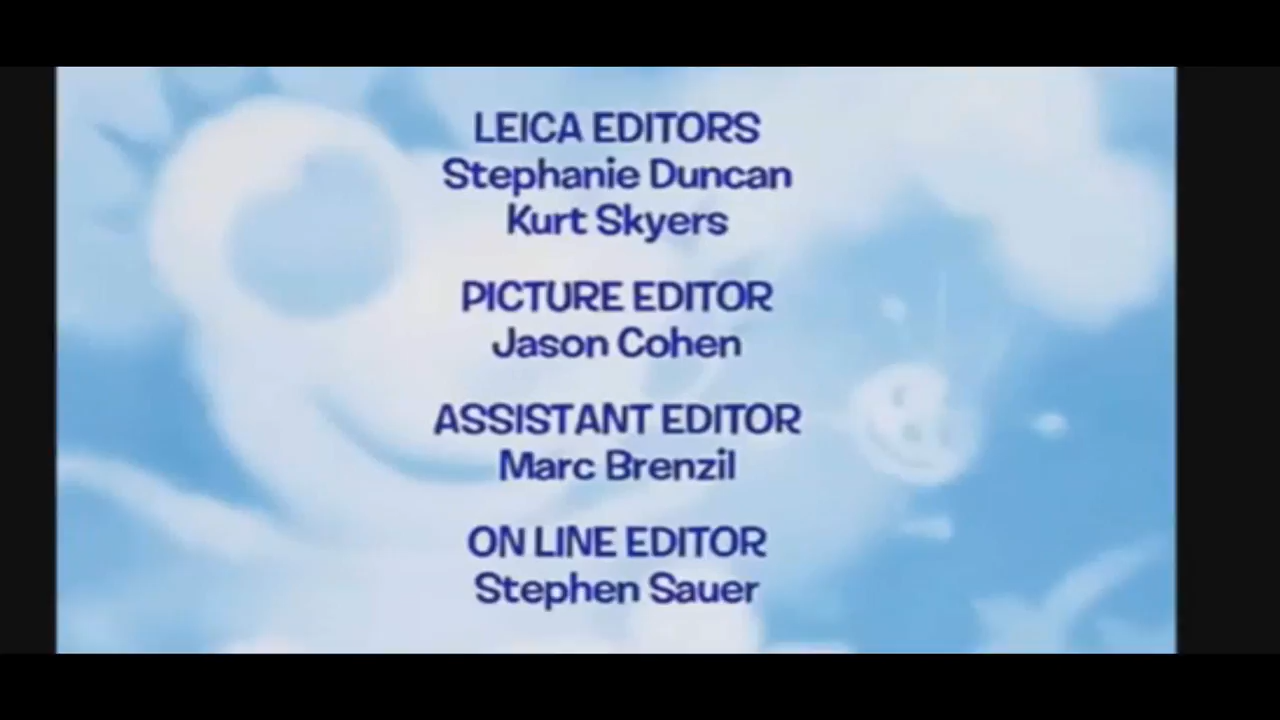 LEICA EDITORS
Stephanie Duncan
Kurt Skyers
PICTURE EDITOR
Jason Cohen
ASSISTANT EDITOR
Marc Brenzil
ON LINE EDITOR
Stephen Sauer